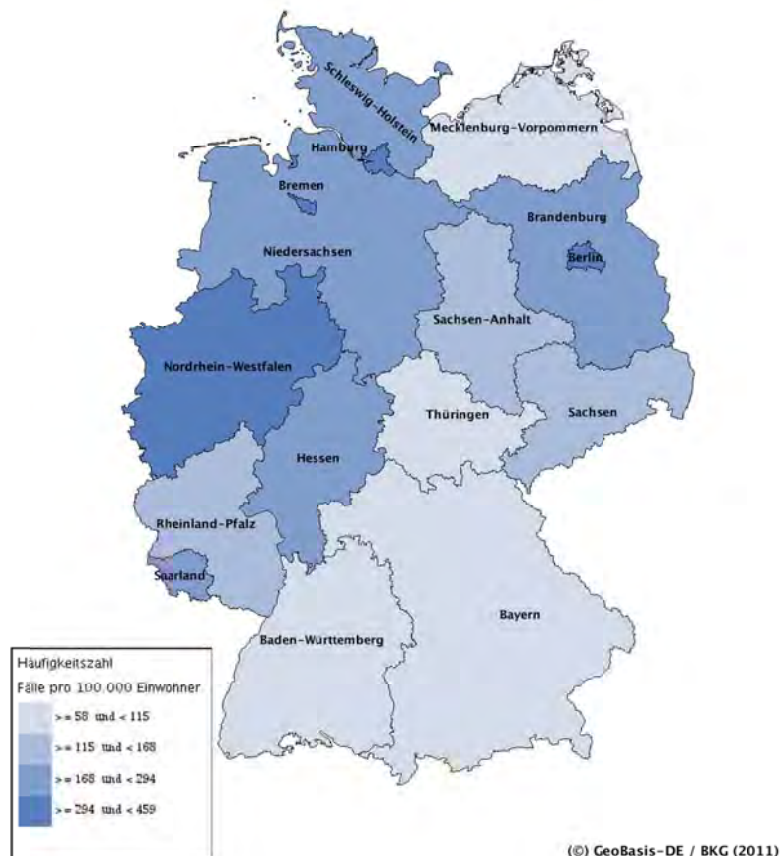 Schleswig-Holstein
Mecklenburg-Vorpommern
Hamburg
Bremen
Brandenburg
Niedersachsen
Berlin
Sachsen-Anhalt
Nordrhein-Westfalen
Thüringen
Sachsen
Hessen
Rheinland-Pfalz
Saarland
Bayern
Baden-Württemberg
Häufigkeitszahl
Fälle pro 100.000 Einwohner
>= 58 und < 115
>= 115 und < 168
>= 168 und < 294
>= 294 und < 459
(©) GeoBasis-DE / BKG (2011)